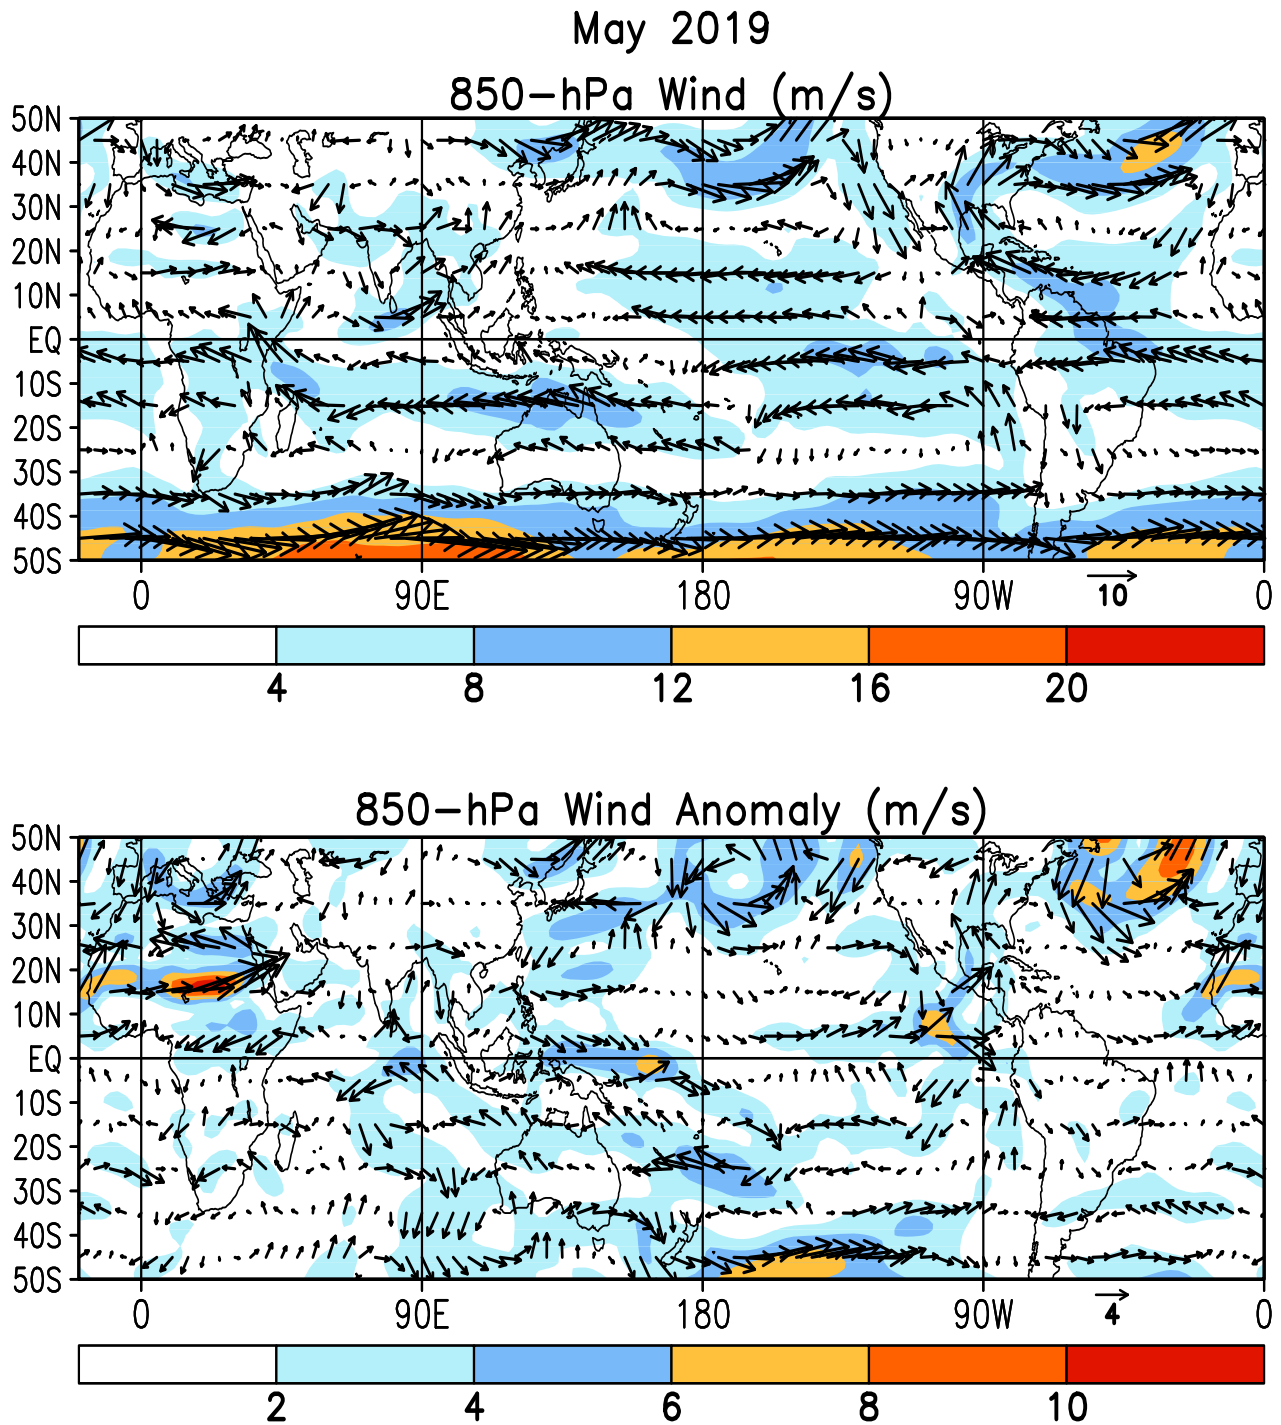 May 2019
850-hPa Wind (m/s)
50N
40N
30N
20N
10N
EQ
10S
20S
30S
40S
50S
0 90E 180 90W 0
10
4 8 12 16 20
850-hPa Wind Anomaly (m/s)
50N
40N
30N
20N
10N
EQ
10S
20S
30S
40S
50S
0 90E 180 90W 0
4
2 4 6 8 10